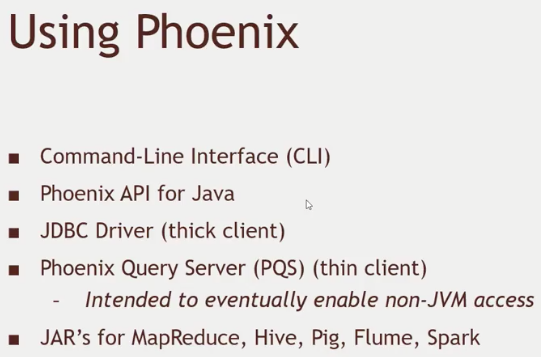 Using Phoenix
■ Command-Line Interface (CLI)
■ Phoenix API for Java
■ JDBC Driver (thick client)
■ Phoenix Query Server (PQS) (thin client)
– Intended to eventually enable non-JVM access
■ JAR's for MapReduce, Hive, Pig, Flume, Spark